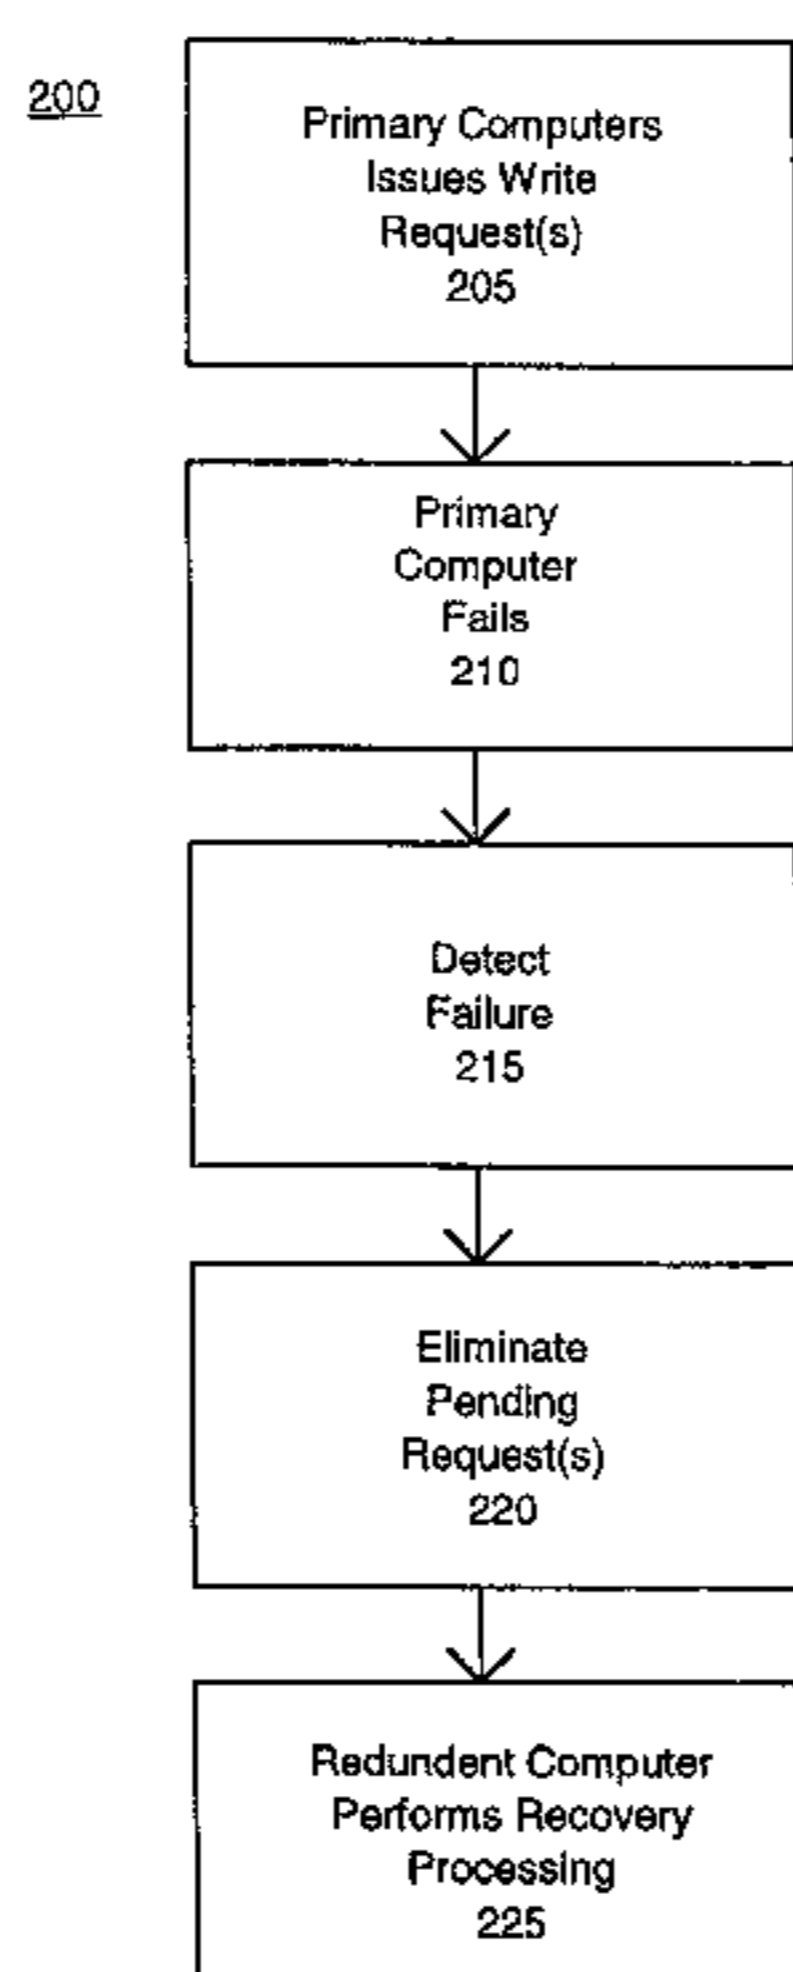 200
Primary Computers
Issues Write
Request(s)
205
Primary
Computer
Fails
210
Detect
Failure
215
Eliminate
Pending
Request(s)
220
Redundent Computer
Performs Recovery
Processing
225